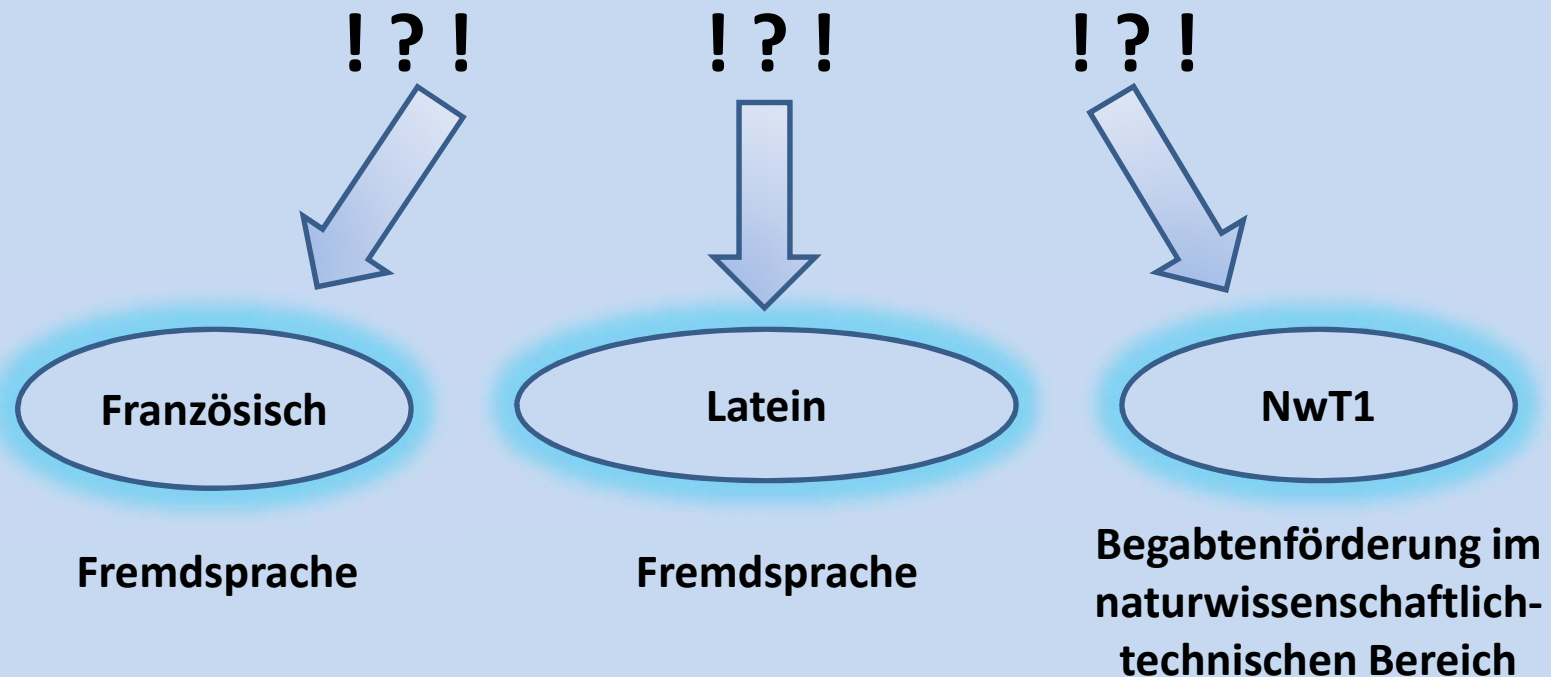 ! ? ! ! ? ! ! ? !
Französisch Latein NwT1
Fremdsprache Fremdsprache Begabtenförderung im
naturwissenschaftlich-
technischen Bereich